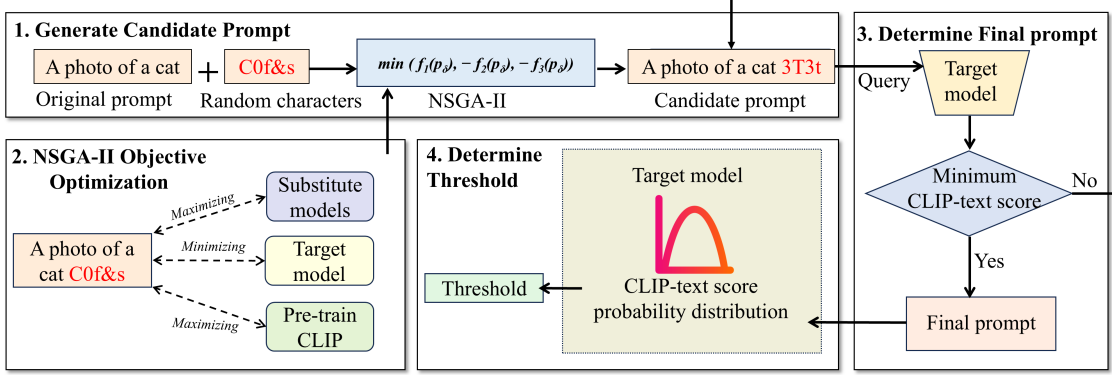 1. Generate Candidate Prompt
A photo of a cat
+
C0f&s
min ( f₁(pδ), − f₂(pδ), − f₃(pδ))
A photo of a cat 3T3t
Original prompt
Random characters
NSGA-II
Candidate prompt
2. NSGA-II Objective
Optimization
Maximizing
Substitute
models
A photo of a
cat C0f&s
Minimizing
Target
model
Maximizing
Pre-train
CLIP
3. Determine Final prompt
Query
Target
model
Minimum
CLIP-text score
No
Yes
Final prompt
4. Determine
Threshold
Target model
CLIP-text score
probability distribution
Threshold